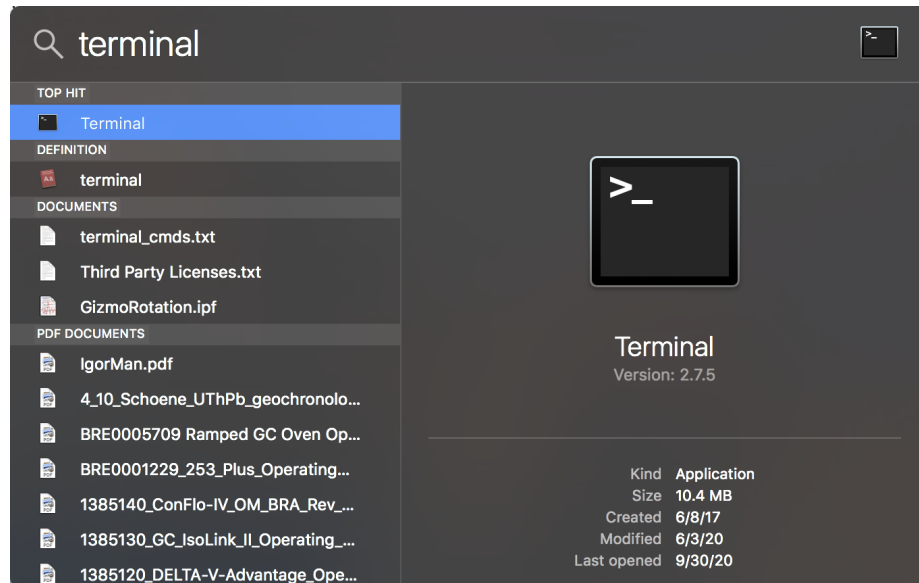 terminal
TOP HIT
Terminal
DEFINITION
terminal
DOCUMENTS
terminal_cmds.txt
Third Party Licenses.txt
GizmoRotation.ipf
PDF DOCUMENTS
IgorMan.pdf
4_10_Schoene_UThPb_geochronolo...
BRE0005709 Ramped GC Oven Op...
BRE0001229_253_Plus_Operating...
1385140_ConFlo-IV_OM_BRA_Rev_...
1385130_GC_IsoLink_II_Operating_...
1385120_DELTA-V-Advantage_Ope...
>_
Terminal
Version: 2.7.5
Kind Application
Size 10.4 MB
Created 6/8/17
Modified 6/3/20
Last opened 9/30/20